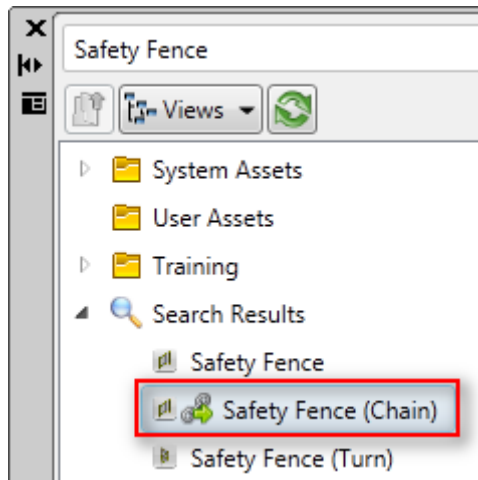 Safety Fence
Views
System Assets
User Assets
Training
Search Results
Safety Fence
Safety Fence (Chain)
Safety Fence (Turn)